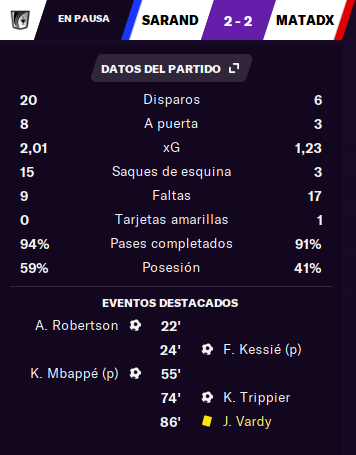 EN PAUSA SARAND 2 - 2 MATADX
DATOS DEL PARTIDO
20 Disparos 6
8 A puerta 3
2,01 xG 1,23
15 Saques de esquina 3
9 Faltas 17
0 Tarjetas amarillas 1
94% Pases completados 91%
59% Posesión 41%
EVENTOS DESTACADOS
A. Robertson 22'
24' F. Kessié (p)
K. Mbappé (p) 55'
74' K. Trippier
86' J. Vardy